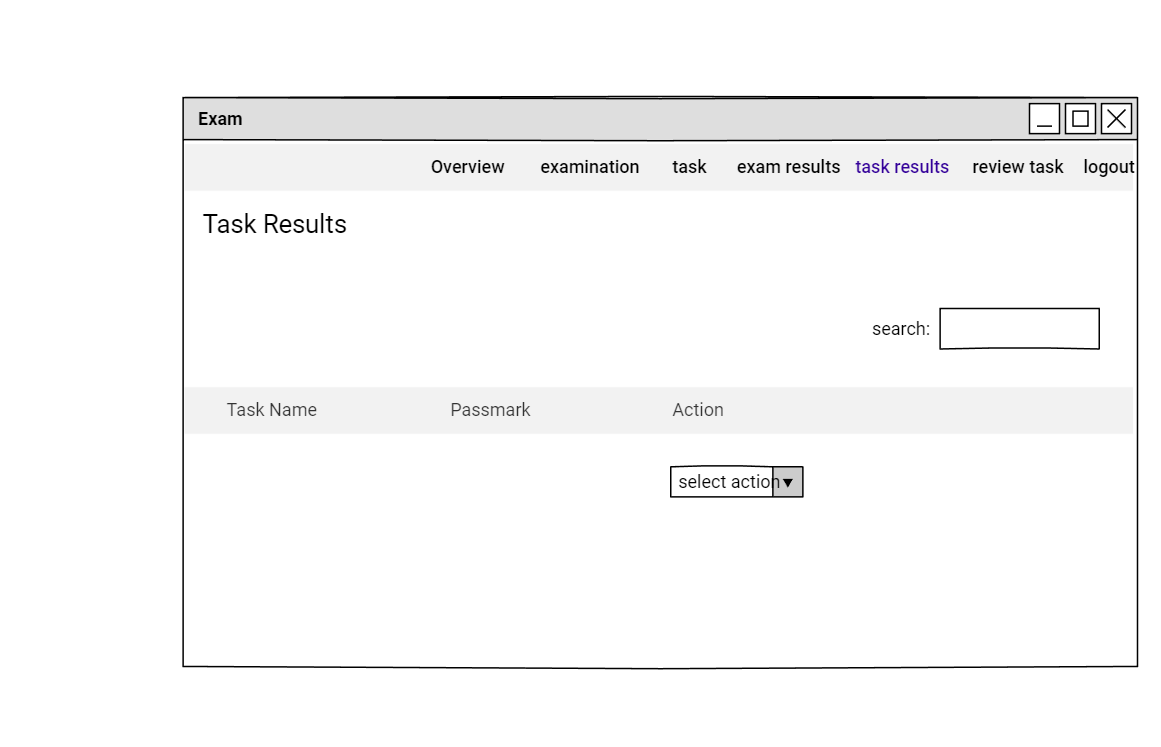 Exam
Overview examination task exam results task results review task logout
Task Results
search:
Task Name Passmark Action
select action